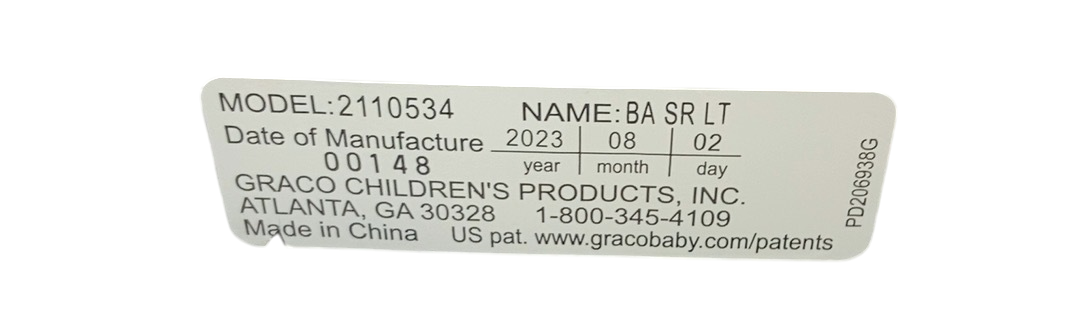 MODEL:2110534 NAME:BA SR LT
Date of Manufacture 2023 08 02
00148 year month day
GRACO CHILDREN'S PRODUCTS, INC.
ATLANTA, GA 30328 1-800-345-4109
Made in China US pat. www.gracobaby.com/patents
PD206938G